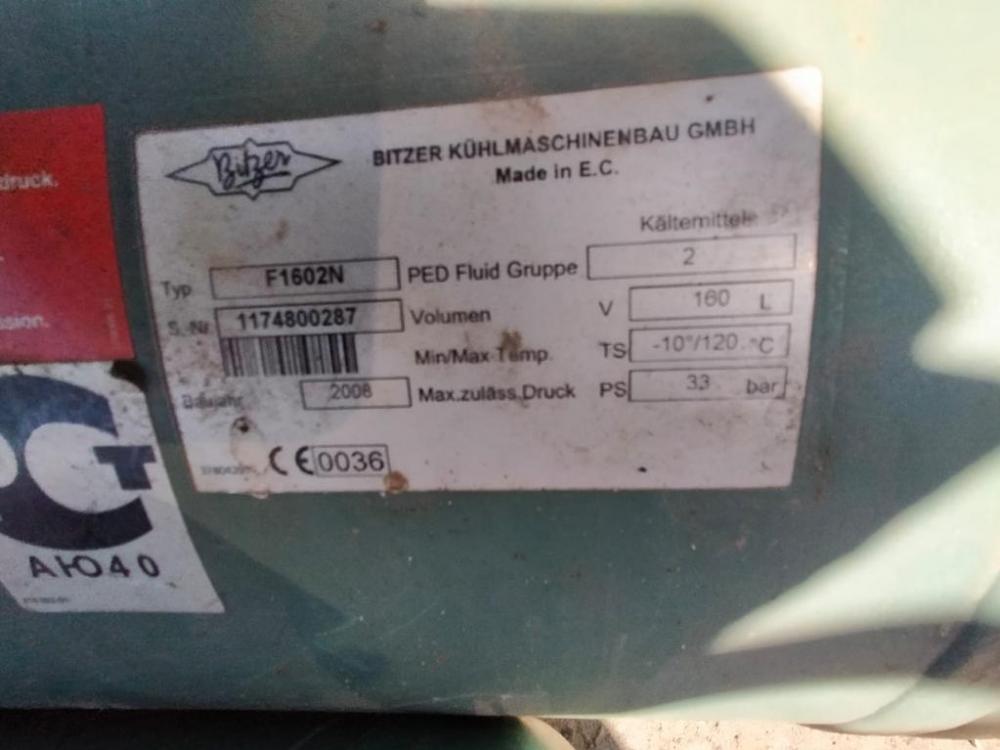 druck.
ssion.
Bitzer
BITZER KÜHLMASCHINENBAU GMBH
Made in E.C.
Kältemittel
Typ F1602N PED Fluid Gruppe 2
S.-Nr. 1174800287 Volumen V 160 L
Min/Max Temp. TS -10°/120 °C
Baujahr 2008 Max.zuläss.Druck PS 33 bar
CE 0036
АЮ40